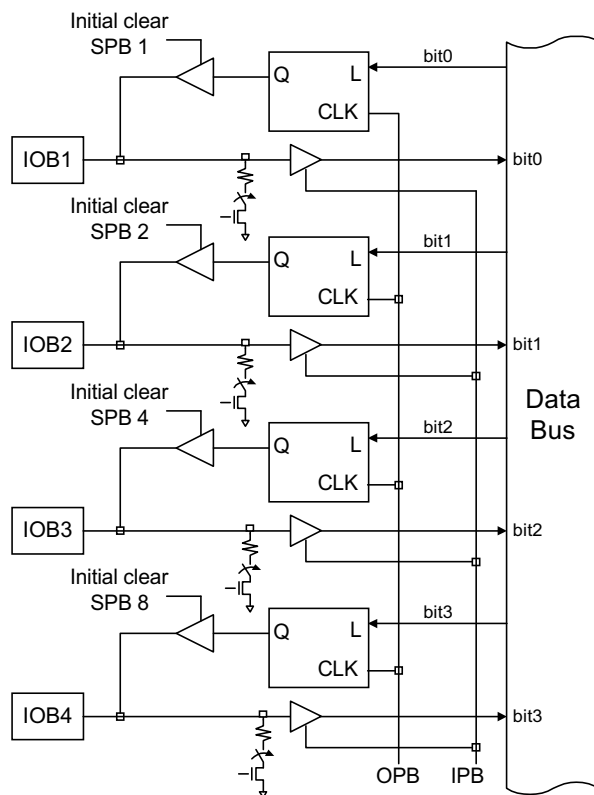 Initial clear
SPB 1
Q
L
bit0
CLK
IOB1
bit0
Initial clear
SPB 2
Q
L
bit1
CLK
IOB2
bit1
Initial clear
SPB 4
Q
L
bit2
CLK
Data
Bus
IOB3
bit2
Initial clear
SPB 8
Q
L
bit3
CLK
IOB4
bit3
OPB
IPB